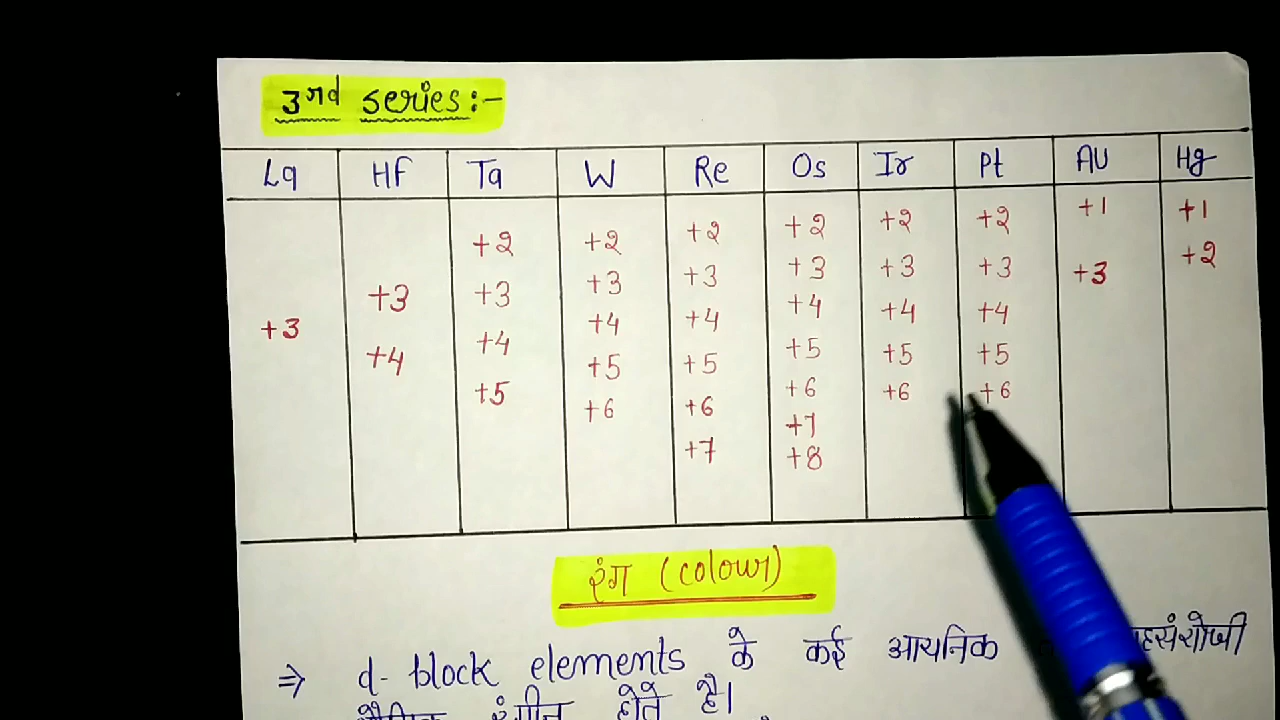 3rd series:-
La Hf Ta W Re Os Ir Pt AU Hg
+2 +2 +2 +2 +2 +2 +1 +1
+3 +3 +3 +3 +3 +3 +3 +3 +2
+3 +4 +4 +4 +4 +4 +4 +4 +3
+5 +5 +5 +5 +5 +5
+6 +6 +6 +6 +6
+7 +7
+8
रंग (colour)
⇒ d-block elements के कई आयनिक
रंगीन होते है।